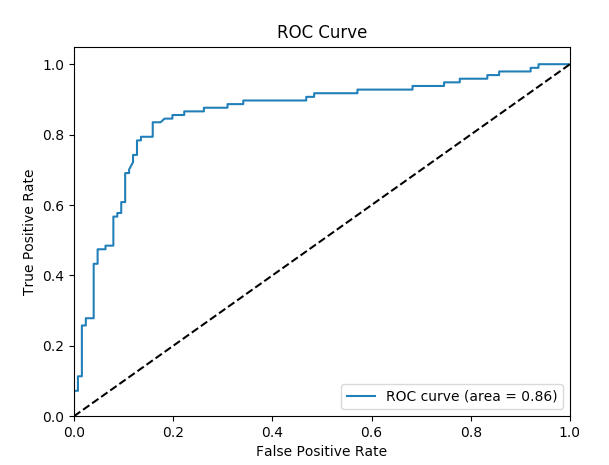 ROC Curve
1.0
0.8
0.6
0.4
0.2
0.0
True Positive Rate
ROC curve (area = 0.86)
0.0 0.2 0.4 0.6 0.8 1.0
False Positive Rate